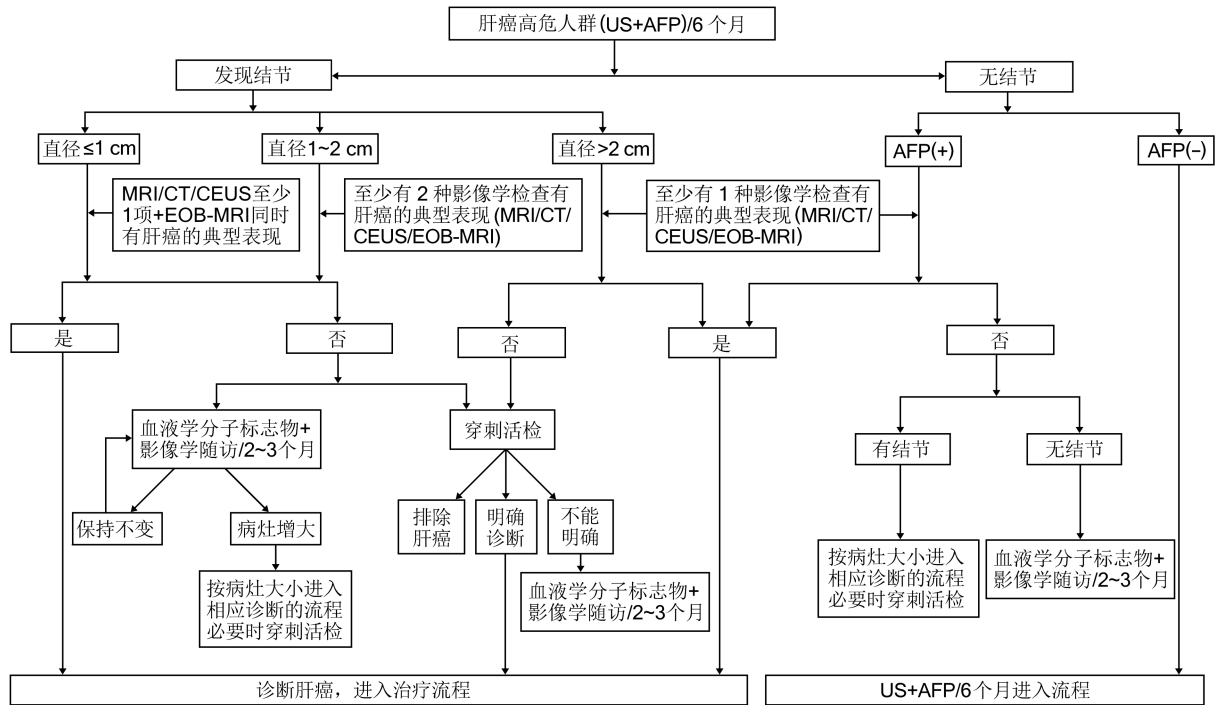 肝癌高危人群(US+AFP)/6个月
发现结节
无结节
直径≤1 cm
直径1~2 cm
直径>2 cm
AFP(+)
AFP(−)
MRI/CT/CEUS至少
1项+EOB-MRI同时
有肝癌的典型表现
至少有2种影像学检查有
肝癌的典型表现(MRI/CT/
CEUS/EOB-MRI)
至少有1种影像学检查有
肝癌的典型表现(MRI/CT/
CEUS/EOB-MRI)
是
否
否
是
否
血液学分子标志物+
影像学随访/2~3个月
穿刺活检
有结节
无结节
保持不变
病灶增大
排除
肝癌
明确
诊断
不能
明确
按病灶大小进入
相应诊断的流程
必要时穿刺活检
血液学分子标志物+
影像学随访/2~3个月
按病灶大小进入
相应诊断的流程
必要时穿刺活检
血液学分子标志物+
影像学随访/2~3个月
诊断肝癌，进入治疗流程
US+AFP/6个月进入流程